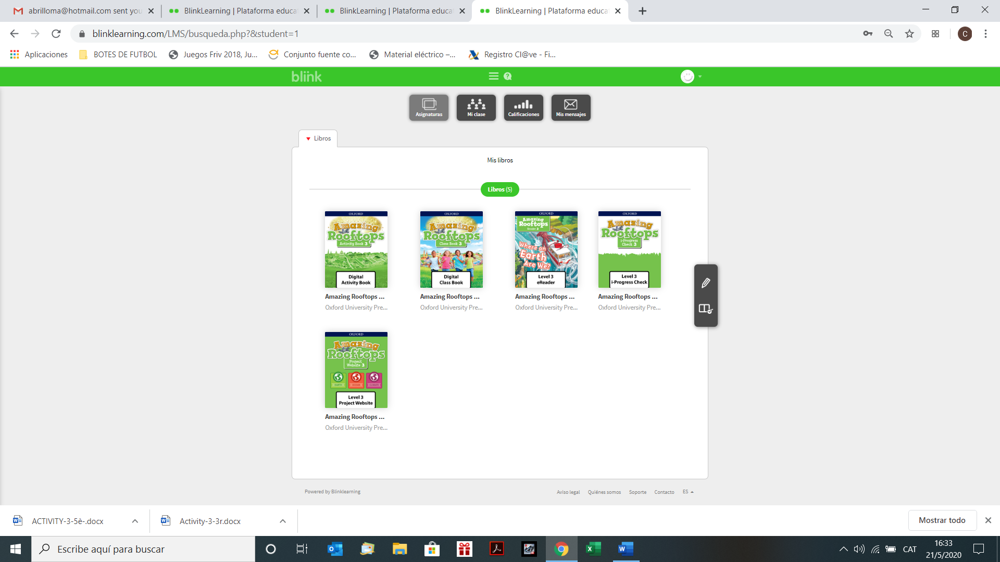 abrilloma@hotmail.com sent you
BlinkLearning | Plataforma educa
BlinkLearning | Plataforma educa
BlinkLearning | Plataforma educa
blinklearning.com/LMS/busqueda.php?&student=1
C
Aplicaciones
BOTES DE FUTBOL
Juegos Friv 2018, Ju...
Conjunto fuente co...
Material eléctrico –...
Registro Cl@ve - Fi...
blink
Asignaturas
Mi clase
Calificaciones
Mis mensajes
Libros
Mis libros
Libros (5)
OXFORD
Amazing
Rooftops
Activity Book 3
Digital
Activity Book
Amazing Rooftops ...
Oxford University Pre...
OXFORD
Amazing
Rooftops
Class Book 3
Digital
Class Book
Amazing Rooftops ...
Oxford University Pre...
OXFORD
Amazing
Rooftops
Reader 3
Where on
Earth
Are We?
Level 3
eReader
Amazing Rooftops ...
Oxford University Pre...
OXFORD
Amazing
Rooftops
i-Progress
Check 3
Level 3
i-Progress Check
Amazing Rooftops ...
Oxford University Pre...
OXFORD
Amazing
Rooftops
Project
Website 3
EARTH
OCEAN
CLIMATE
Level 3
Project Website
Amazing Rooftops ...
Oxford University Pre...
Powered by Blinklearning
Aviso legal
Quiénes somos
Soporte
Contacto
ES
ACTIVITY-3-5è-.docx
Activity-3-3r.docx
Mostrar todo
Escribe aquí para buscar
CAT
16:33
21/5/2020